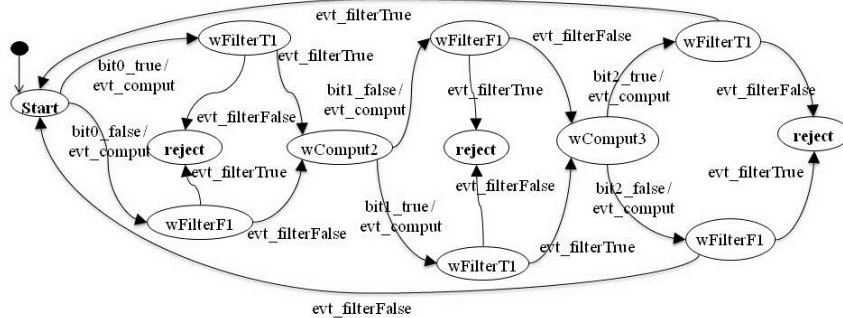 evt_filterTrue
wFilterT1
evt_filterTrue
wFilterF1
evt_filterFalse
wFilterT1
bit0_true/
evt_comput
bit1_false/
evt_comput
evt_filterTrue
bit2_true/
evt_comput
evt_filterFalse
Start
bit0_false/
evt_comput
evt_filterFalse
reject
wComput2
reject
wComput3
reject
evt_filterTrue
evt_filterFalse
evt_filterTrue
wFilterF1
evt_filterFalse
bit1_true/
evt_comput
bit2_false/
evt_comput
wFilterT1
evt_filterTrue
wFilterF1
evt_filterFalse